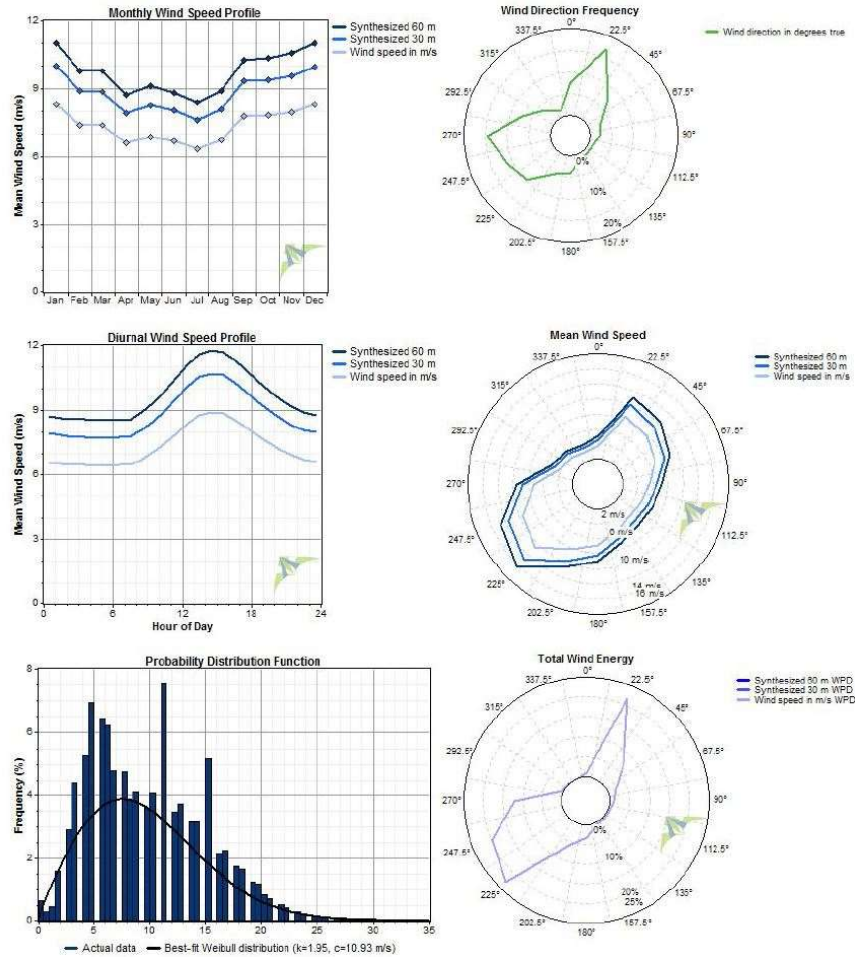 Monthly Wind Speed Profile
12
9
6
3
0
Mean Wind Speed (m/s)
Jan Feb Mar Apr May Jun Jul Aug Sep Oct Nov Dec
Synthesized 60 m
Synthesized 30 m
Wind speed in m/s
Wind Direction Frequency
0°
22.5°
45°
67.5°
90°
112.5°
135°
157.5°
180°
202.5°
225°
247.5°
270°
292.5°
315°
337.5°
0%
10%
20%
Wind direction in degrees true
Diurnal Wind Speed Profile
12
9
6
3
0
Mean Wind Speed (m/s)
0 6 12 18 24
Hour of Day
Synthesized 60 m
Synthesized 30 m
Wind speed in m/s
Mean Wind Speed
0°
22.5°
45°
67.5°
90°
112.5°
135°
157.5°
180°
202.5°
225°
247.5°
270°
292.5°
315°
337.5°
2 m/s
6 m/s
10 m/s
14 m/s
16 m/s
Synthesized 60 m
Synthesized 30 m
Wind speed in m/s
Probability Distribution Function
8
6
4
2
0
Frequency (%)
0 5 10 15 20 25 30 35
Actual data Best-fit Weibull distribution (k=1.95, c=10.93 m/s)
Total Wind Energy
0°
22.5°
45°
67.5°
90°
112.5°
135°
157.5°
180°
202.5°
225°
247.5°
270°
292.5°
315°
337.5°
0%
10%
20%
25%
Synthesized 60 m WPD
Synthesized 30 m WPD
Wind speed in m/s WPD